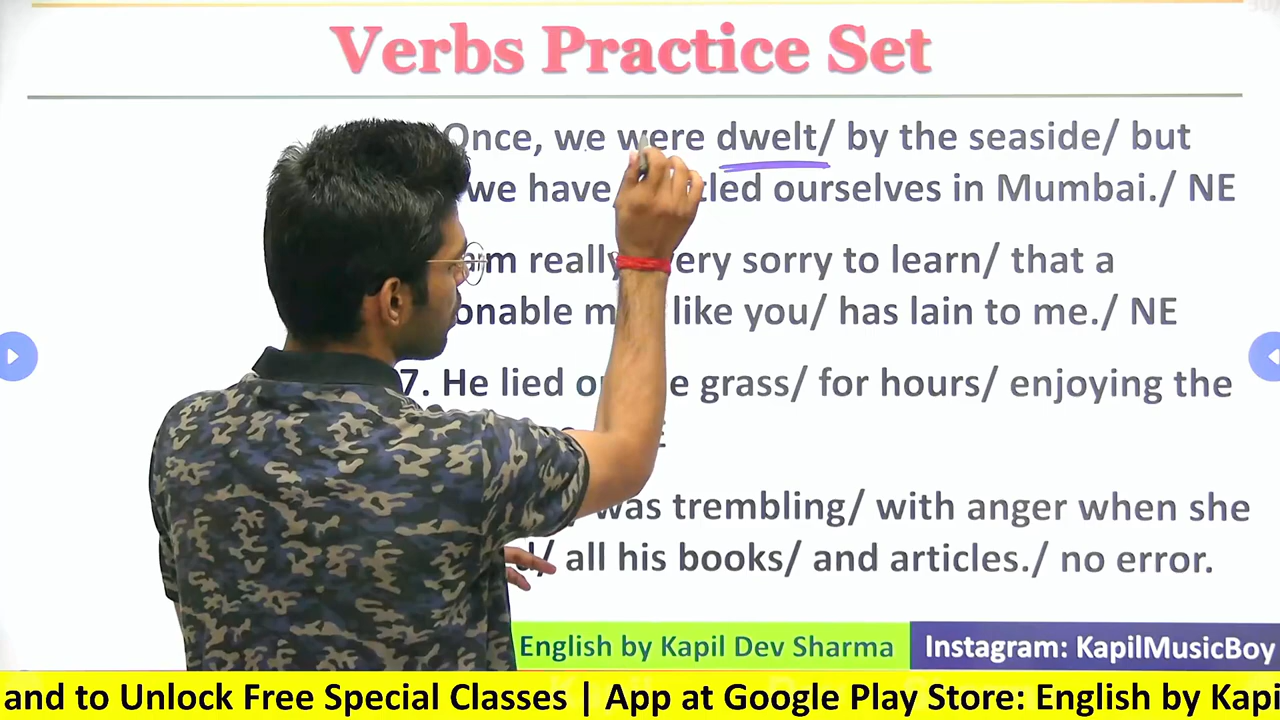 Verbs Practice Set
Once, we were dwelt/ by the seaside/ but
we have ourselves in Mumbai./ NE
really very sorry to learn/ that a
like you/ has lain to me./ NE
7. He lied grass/ for hours/ enjoying the
was trembling/ with anger when she
all his books/ and articles./ no error.
English by Kapil Dev Sharma
Instagram: KapilMusicBoy
and to Unlock Free Special Classes | App at Google Play Store: English by Kapi